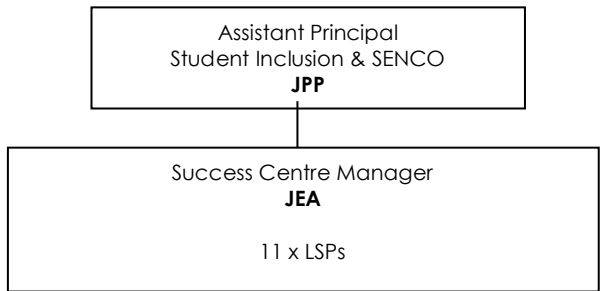 Assistant Principal
Student Inclusion & SENCO
JPP
Success Centre Manager
JEA
11 x LSPs